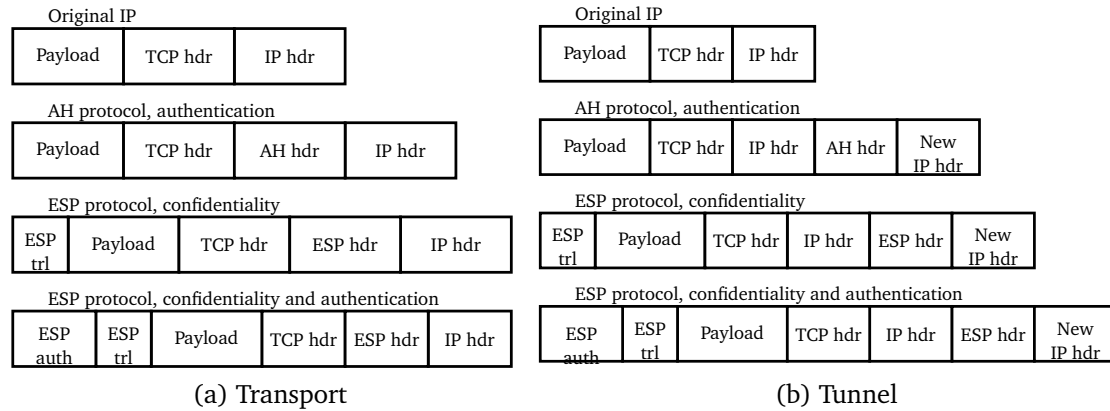 Original IP
Payload TCP hdr IP hdr
AH protocol, authentication
Payload TCP hdr AH hdr IP hdr
ESP protocol, confidentiality
ESP trl Payload TCP hdr ESP hdr IP hdr
ESP protocol, confidentiality and authentication
ESP auth ESP trl Payload TCP hdr ESP hdr IP hdr
(a) Transport
Original IP
Payload TCP hdr IP hdr
AH protocol, authentication
Payload TCP hdr IP hdr AH hdr New IP hdr
ESP protocol, confidentiality
ESP trl Payload TCP hdr IP hdr ESP hdr New IP hdr
ESP protocol, confidentiality and authentication
ESP auth ESP trl Payload TCP hdr IP hdr ESP hdr New IP hdr
(b) Tunnel